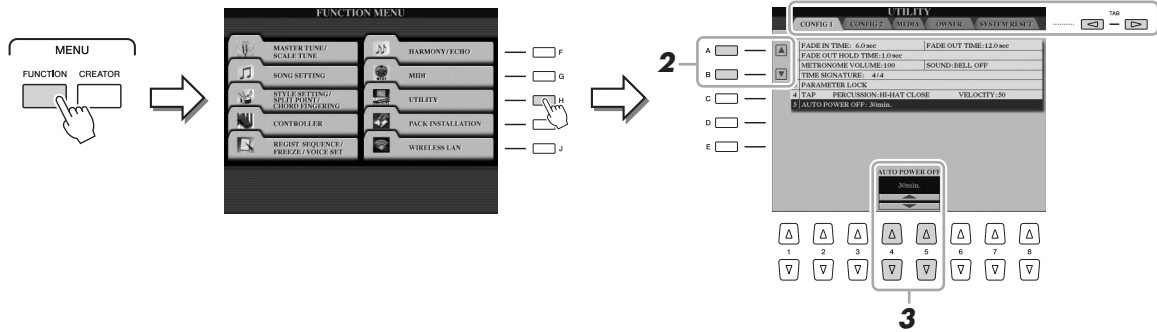 MENU
FUNCTION CREATOR
FUNCTION MENU
MASTER TUNE/
SCALE TUNE
SONG SETTING
STYLE SETTING/
SPLIT POINT/
CHORD FINGERING
CONTROLLER
REGIST SEQUENCE/
FREEZE / VOICE SET
HARMONY/ECHO
MIDI
UTILITY
PACK INSTALLATION
WIRELESS LAN
F
G
H
J
2
A
B
C
D
E
UTILITY
CONFIG 1 CONFIG 2 MEDIA OWNER SYSTEM RESET
TAB
FADE IN TIME: 6.0 sec FADE OUT TIME:12.0 sec
FADE OUT HOLD TIME:1.0 sec
METRONOME VOLUME:100 SOUND:BELL OFF
TIME SIGNATURE: 4/4
PARAMETER LOCK
4 TAP PERCUSSION:HI-HAT CLOSE VELOCITY:50
5 AUTO POWER OFF: 30min.
AUTO POWER OFF
30min.
1 2 3 4 5 6 7 8
3